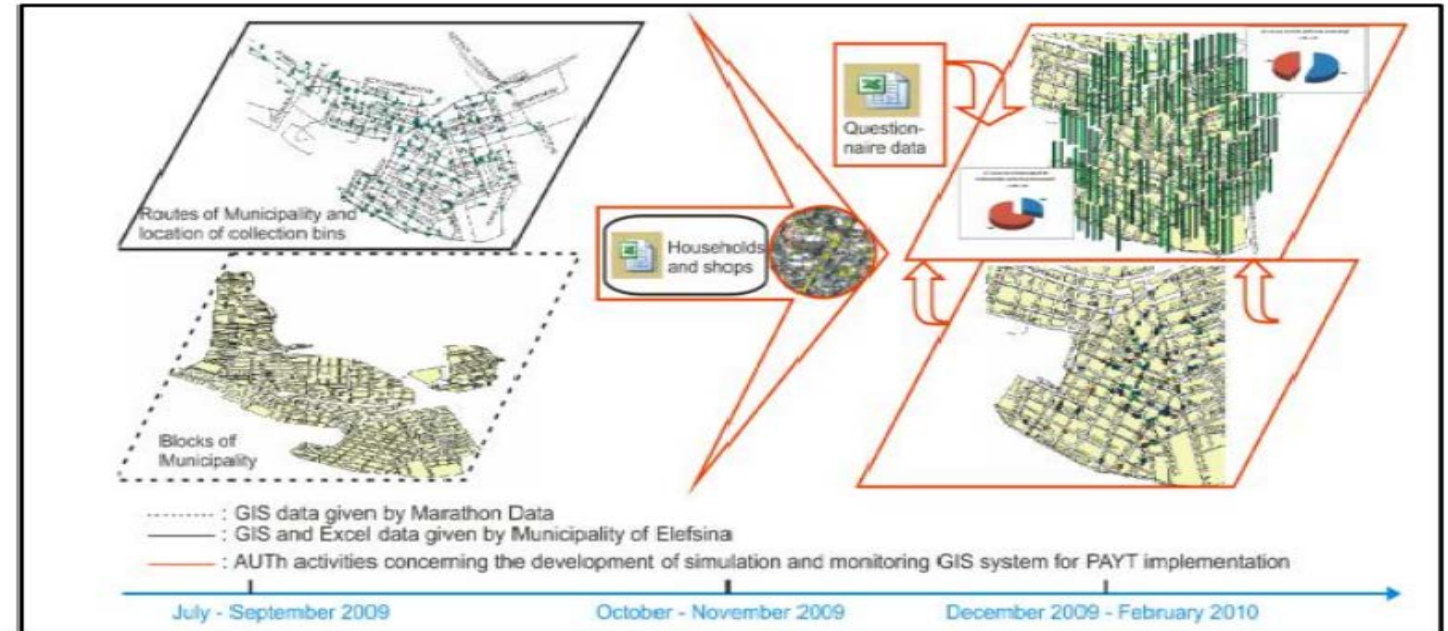 Routes of Municipality and
location of collection bins
Blocks of
Municipality
Households
and shops
Question-
naire data
: GIS data given by Marathon Data
: GIS and Excel data given by Municipality of Elefsina
: AUTh activities concerning the development of simulation and monitoring GIS system for PAYT implementation
July - September 2009
October - November 2009
December 2009 - February 2010